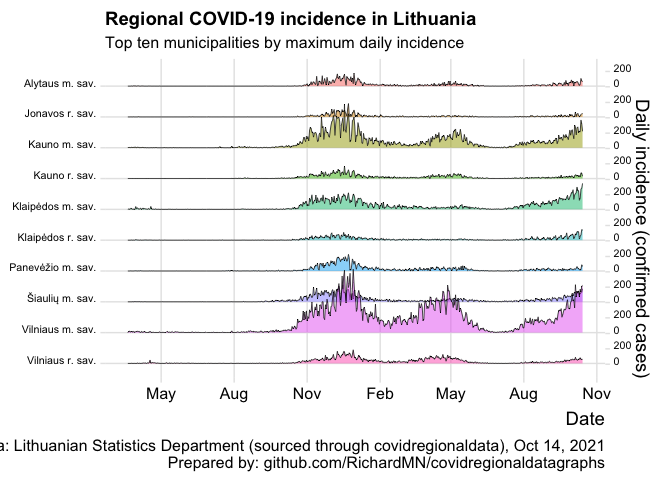 Regional COVID-19 incidence in Lithuania
Top ten municipalities by maximum daily incidence
Alytaus m. sav.
200
0
Jonavos r. sav.
200
0
Kauno m. sav.
200
0
Kauno r. sav.
200
0
Klaipėdos m. sav.
200
0
Klaipėdos r. sav.
200
0
Panevėžio m. sav.
200
0
Šiaulių m. sav.
200
0
Vilniaus m. sav.
200
0
Vilniaus r. sav.
200
0
Daily incidence (confirmed cases)
May Aug Nov Feb May Aug Nov
Date
a: Lithuanian Statistics Department (sourced through covidregionaldata), Oct 14, 2021
Prepared by: github.com/RichardMN/covidregionaldatagraphs